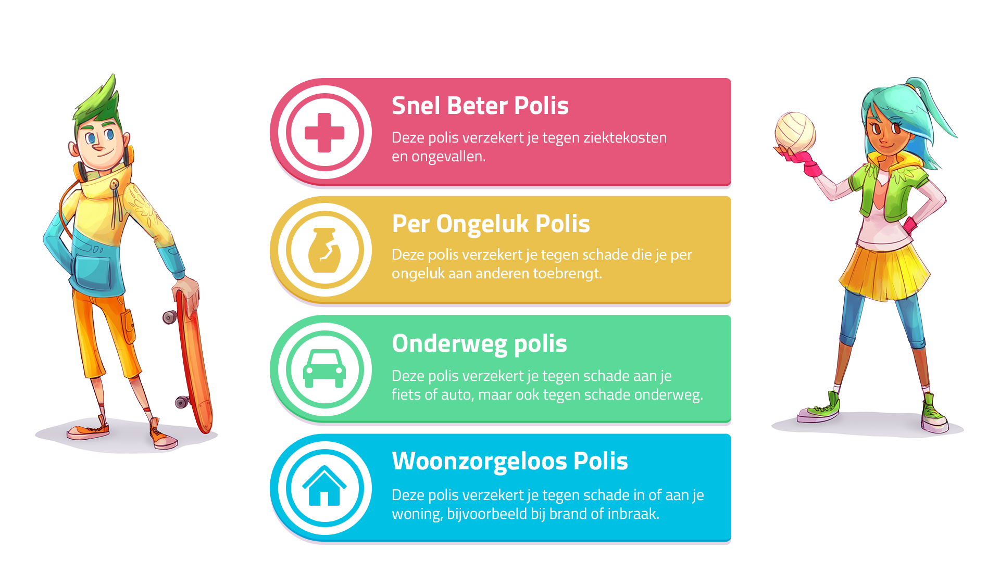 Snel Beter Polis
Deze polis verzekert je tegen ziektekosten
en ongevallen.
Per Ongeluk Polis
Deze polis verzekert je tegen schade die je per
ongeluk aan anderen toebrengt.
Onderweg polis
Deze polis verzekert je tegen schade aan je
fiets of auto, maar ook tegen schade onderweg.
Woonzorgeloos Polis
Deze polis verzekert je tegen schade in of aan je
woning, bijvoorbeeld bij brand of inbraak.